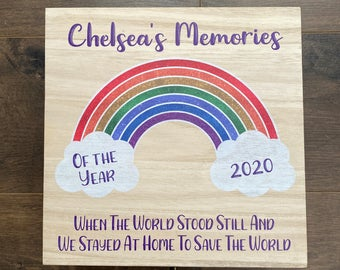 Chelsea's Memories
Of The
Year
2020
When The World Stood Still And
We Stayed At Home To Save The World